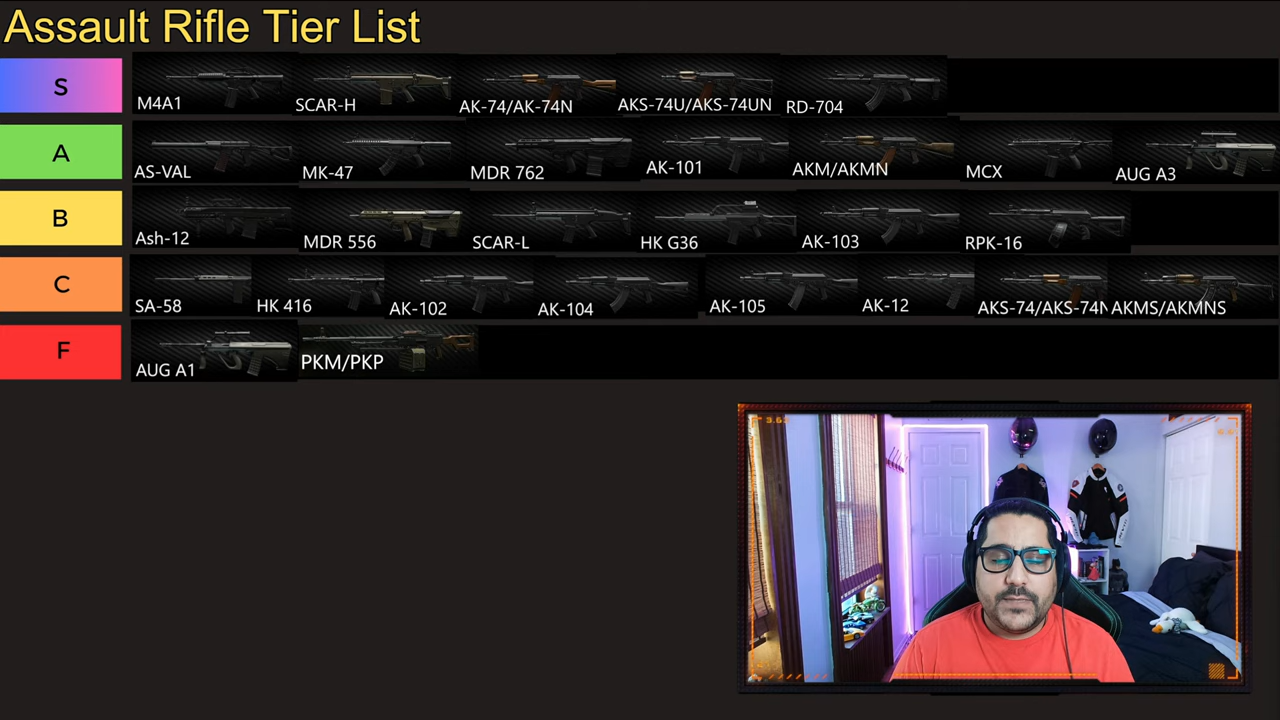 Assault Rifle Tier List
S
M4A1
SCAR-H
AK-74/AK-74N
AKS-74U/AKS-74UN
RD-704
A
AS-VAL
MK-47
MDR 762
AK-101
AKM/AKMN
MCX
AUG A3
B
Ash-12
MDR 556
SCAR-L
HK G36
AK-103
RPK-16
C
SA-58
HK 416
AK-102
AK-104
AK-105
AK-12
AKS-74/AKS-74N
AKMS/AKMNS
F
AUG A1
PKM/PKP